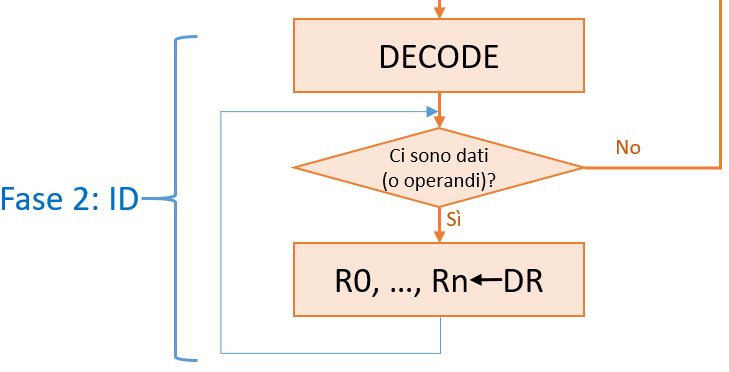 DECODE
Ci sono dati
(o operandi)?
No
Fase 2: ID
Sì
R0, ..., Rn←DR